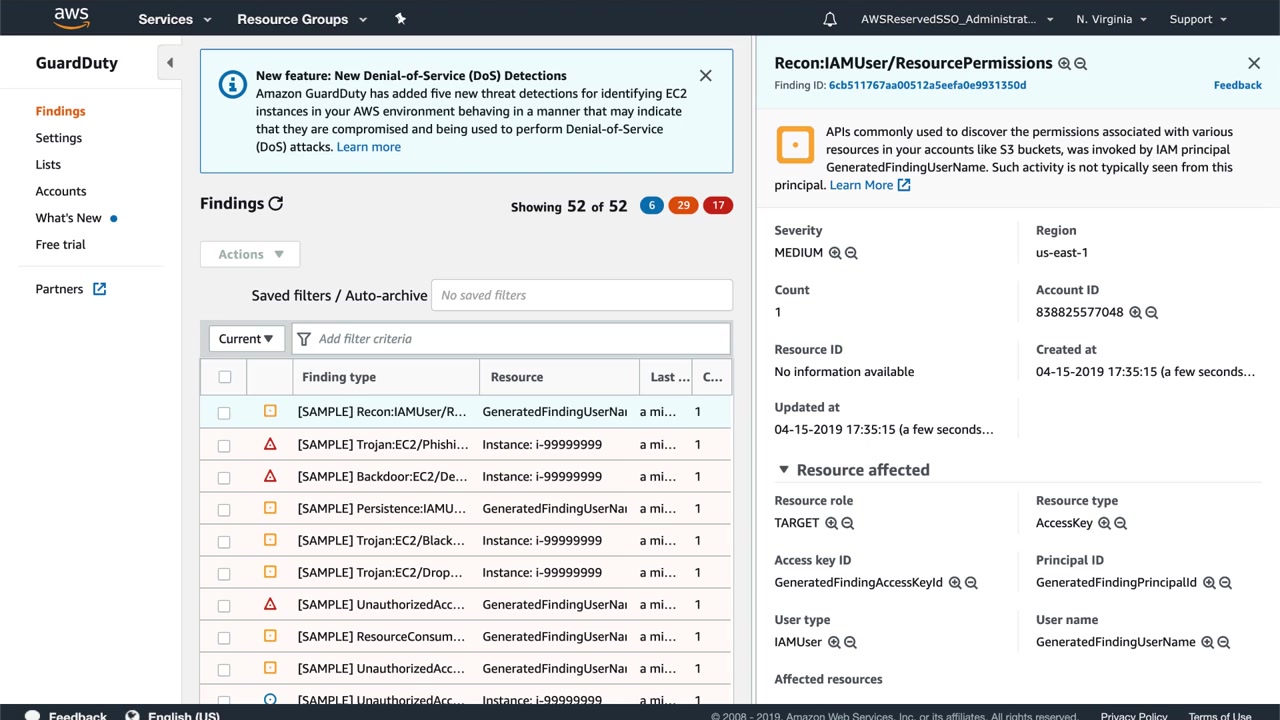 aws
Services
Resource Groups
AWSReservedSSO_Administrat...
N. Virginia
Support
GuardDuty
Findings
Settings
Lists
Accounts
What's New
Free trial
Partners
New feature: New Denial-of-Service (DoS) Detections
Amazon GuardDuty has added five new threat detections for identifying EC2
instances in your AWS environment behaving in a manner that may indicate
that they are compromised and being used to perform Denial-of-Service
(DoS) attacks. Learn more
Findings
Showing 52 of 52 6 29 17
Actions
Saved filters / Auto-archive No saved filters
Current Add filter criteria
Finding type Resource Last ... C...
[SAMPLE] Recon:IAMUser/R... GeneratedFindingUserNa a mi... 1
[SAMPLE] Trojan:EC2/Phishi... Instance: i-99999999 a mi... 1
[SAMPLE] Backdoor:EC2/De... Instance: i-99999999 a mi... 1
[SAMPLE] Persistence:IAMU... GeneratedFindingUserNa a mi... 1
[SAMPLE] Trojan:EC2/Black... Instance: i-99999999 a mi... 1
[SAMPLE] Trojan:EC2/Drop... Instance: i-99999999 a mi... 1
[SAMPLE] UnauthorizedAcc... GeneratedFindingUserNa a mi... 1
[SAMPLE] ResourceConsum... GeneratedFindingUserNa a mi... 1
[SAMPLE] UnauthorizedAcc... GeneratedFindingUserNa a mi... 1
[SAMPLE] UnauthorizedAcc... Instance: i-99999999 a mi... 1
Recon:IAMUser/ResourcePermissions
Finding ID: 6cb511767aa00512a5eefa0e9931350d
Feedback
APIs commonly used to discover the permissions associated with various
resources in your accounts like S3 buckets, was invoked by IAM principal
GeneratedFindingUserName. Such activity is not typically seen from this
principal. Learn More
Severity
MEDIUM
Region
us-east-1
Count
1
Account ID
838825577048
Resource ID
No information available
Created at
04-15-2019 17:35:15 (a few seconds...
Updated at
04-15-2019 17:35:15 (a few seconds...
Resource affected
Resource role
TARGET
Resource type
AccessKey
Access key ID
GeneratedFindingAccessKeyId
Principal ID
GeneratedFindingPrincipalId
User type
IAMUser
User name
GeneratedFindingUserName
Affected resources
Feedback
English (US)
© 2008 - 2019, Amazon Web Services, Inc. or its affiliates. All rights reserved.
Privacy Policy
Terms of Use